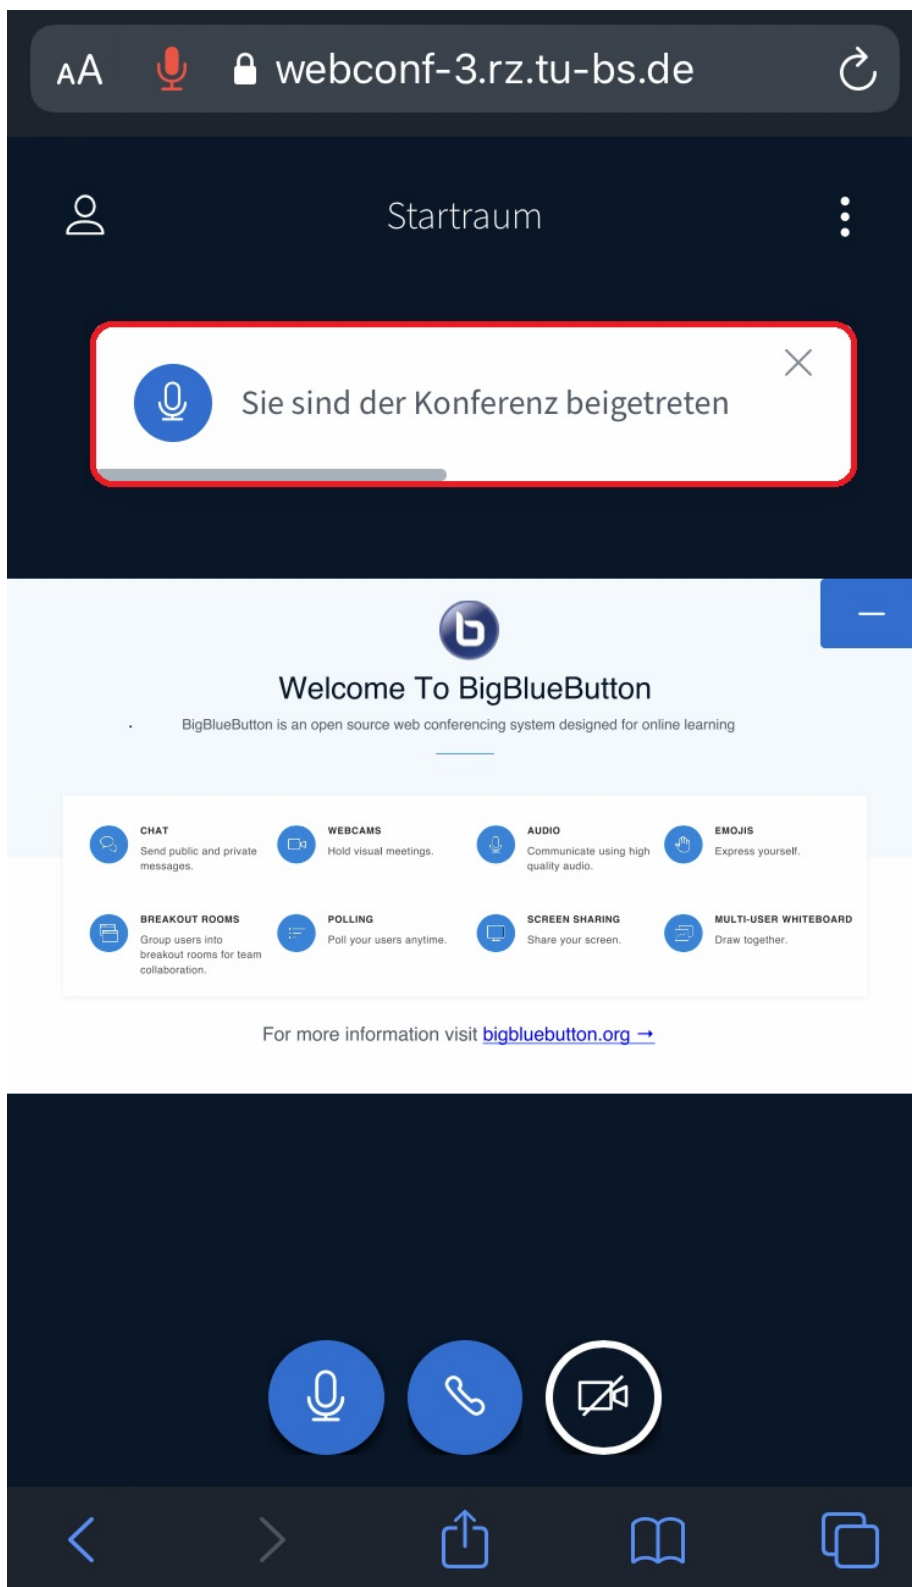 AA webconf-3.rz.tu-bs.de
Startraum
Sie sind der Konferenz beigetreten
Welcome To BigBlueButton
BigBlueButton is an open source web conferencing system designed for online learning
CHAT
Send public and private
messages.
WEBCAMS
Hold visual meetings.
AUDIO
Communicate using high
quality audio.
EMOJIS
Express yourself.
BREAKOUT ROOMS
Group users into
breakout rooms for team
collaboration.
POLLING
Poll your users anytime.
SCREEN SHARING
Share your screen.
MULTI-USER WHITEBOARD
Draw together.
For more information visit bigbluebutton.org →